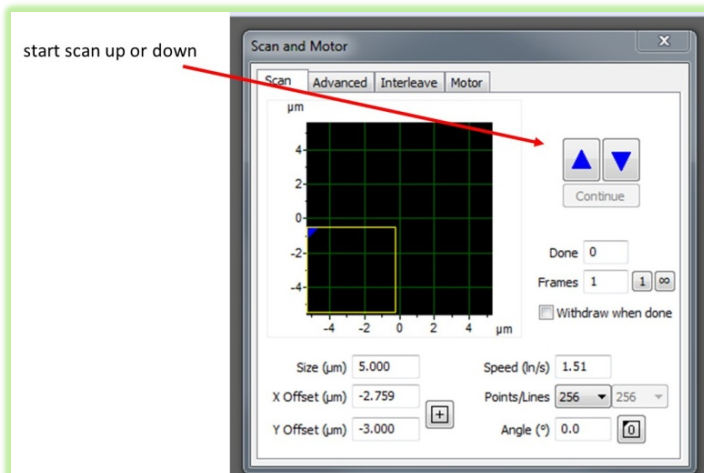 start scan up or down
Scan and Motor
x
Scan Advanced Interleave Motor
µm
4
2
0
-2
-4
-4 -2 0 2 4 µm
Continue
Done 0
Frames 1 1 ∞
Withdraw when done
Size (µm) 5.000
Speed (ln/s) 1.51
X Offset (µm) -2.759
Points/Lines 256 256
Y Offset (µm) -3.000
Angle (°) 0.0 0